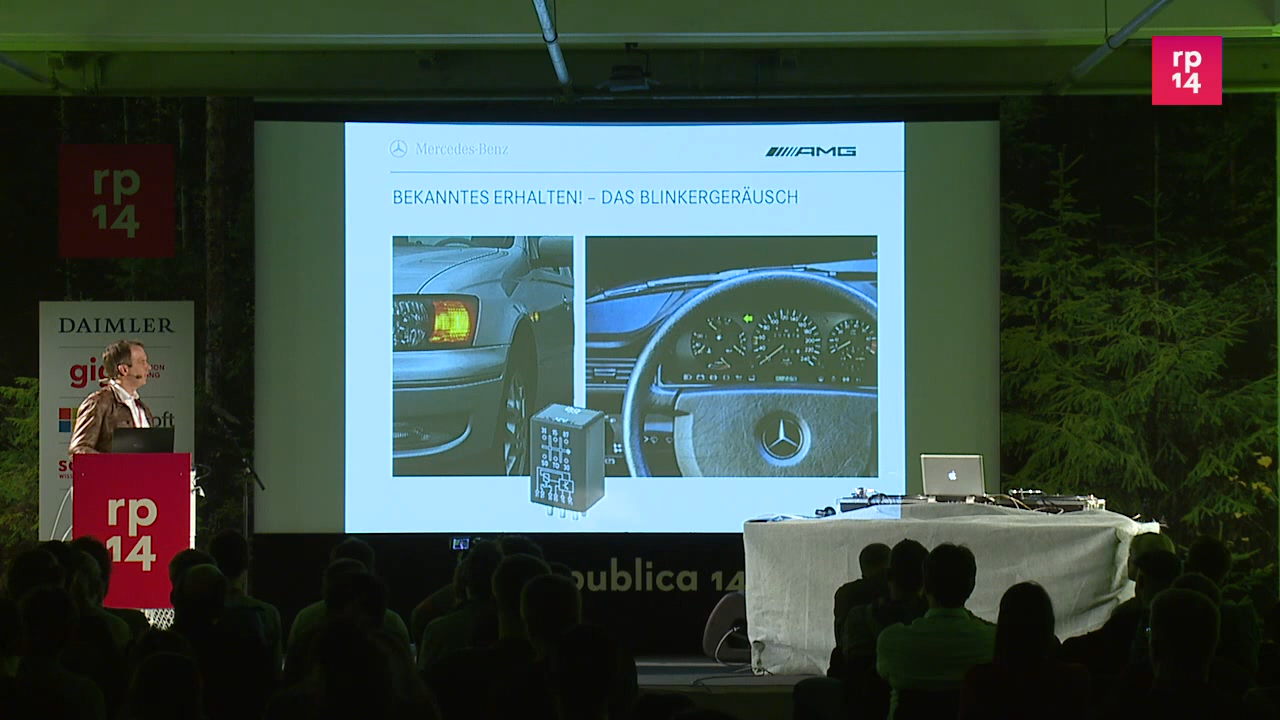 rp
14
Mercedes-Benz
AMG
BEKANNTES ERHALTEN! – DAS BLINKERGERÄUSCH
rp
14
DAIMLER
rp
14
publica 14